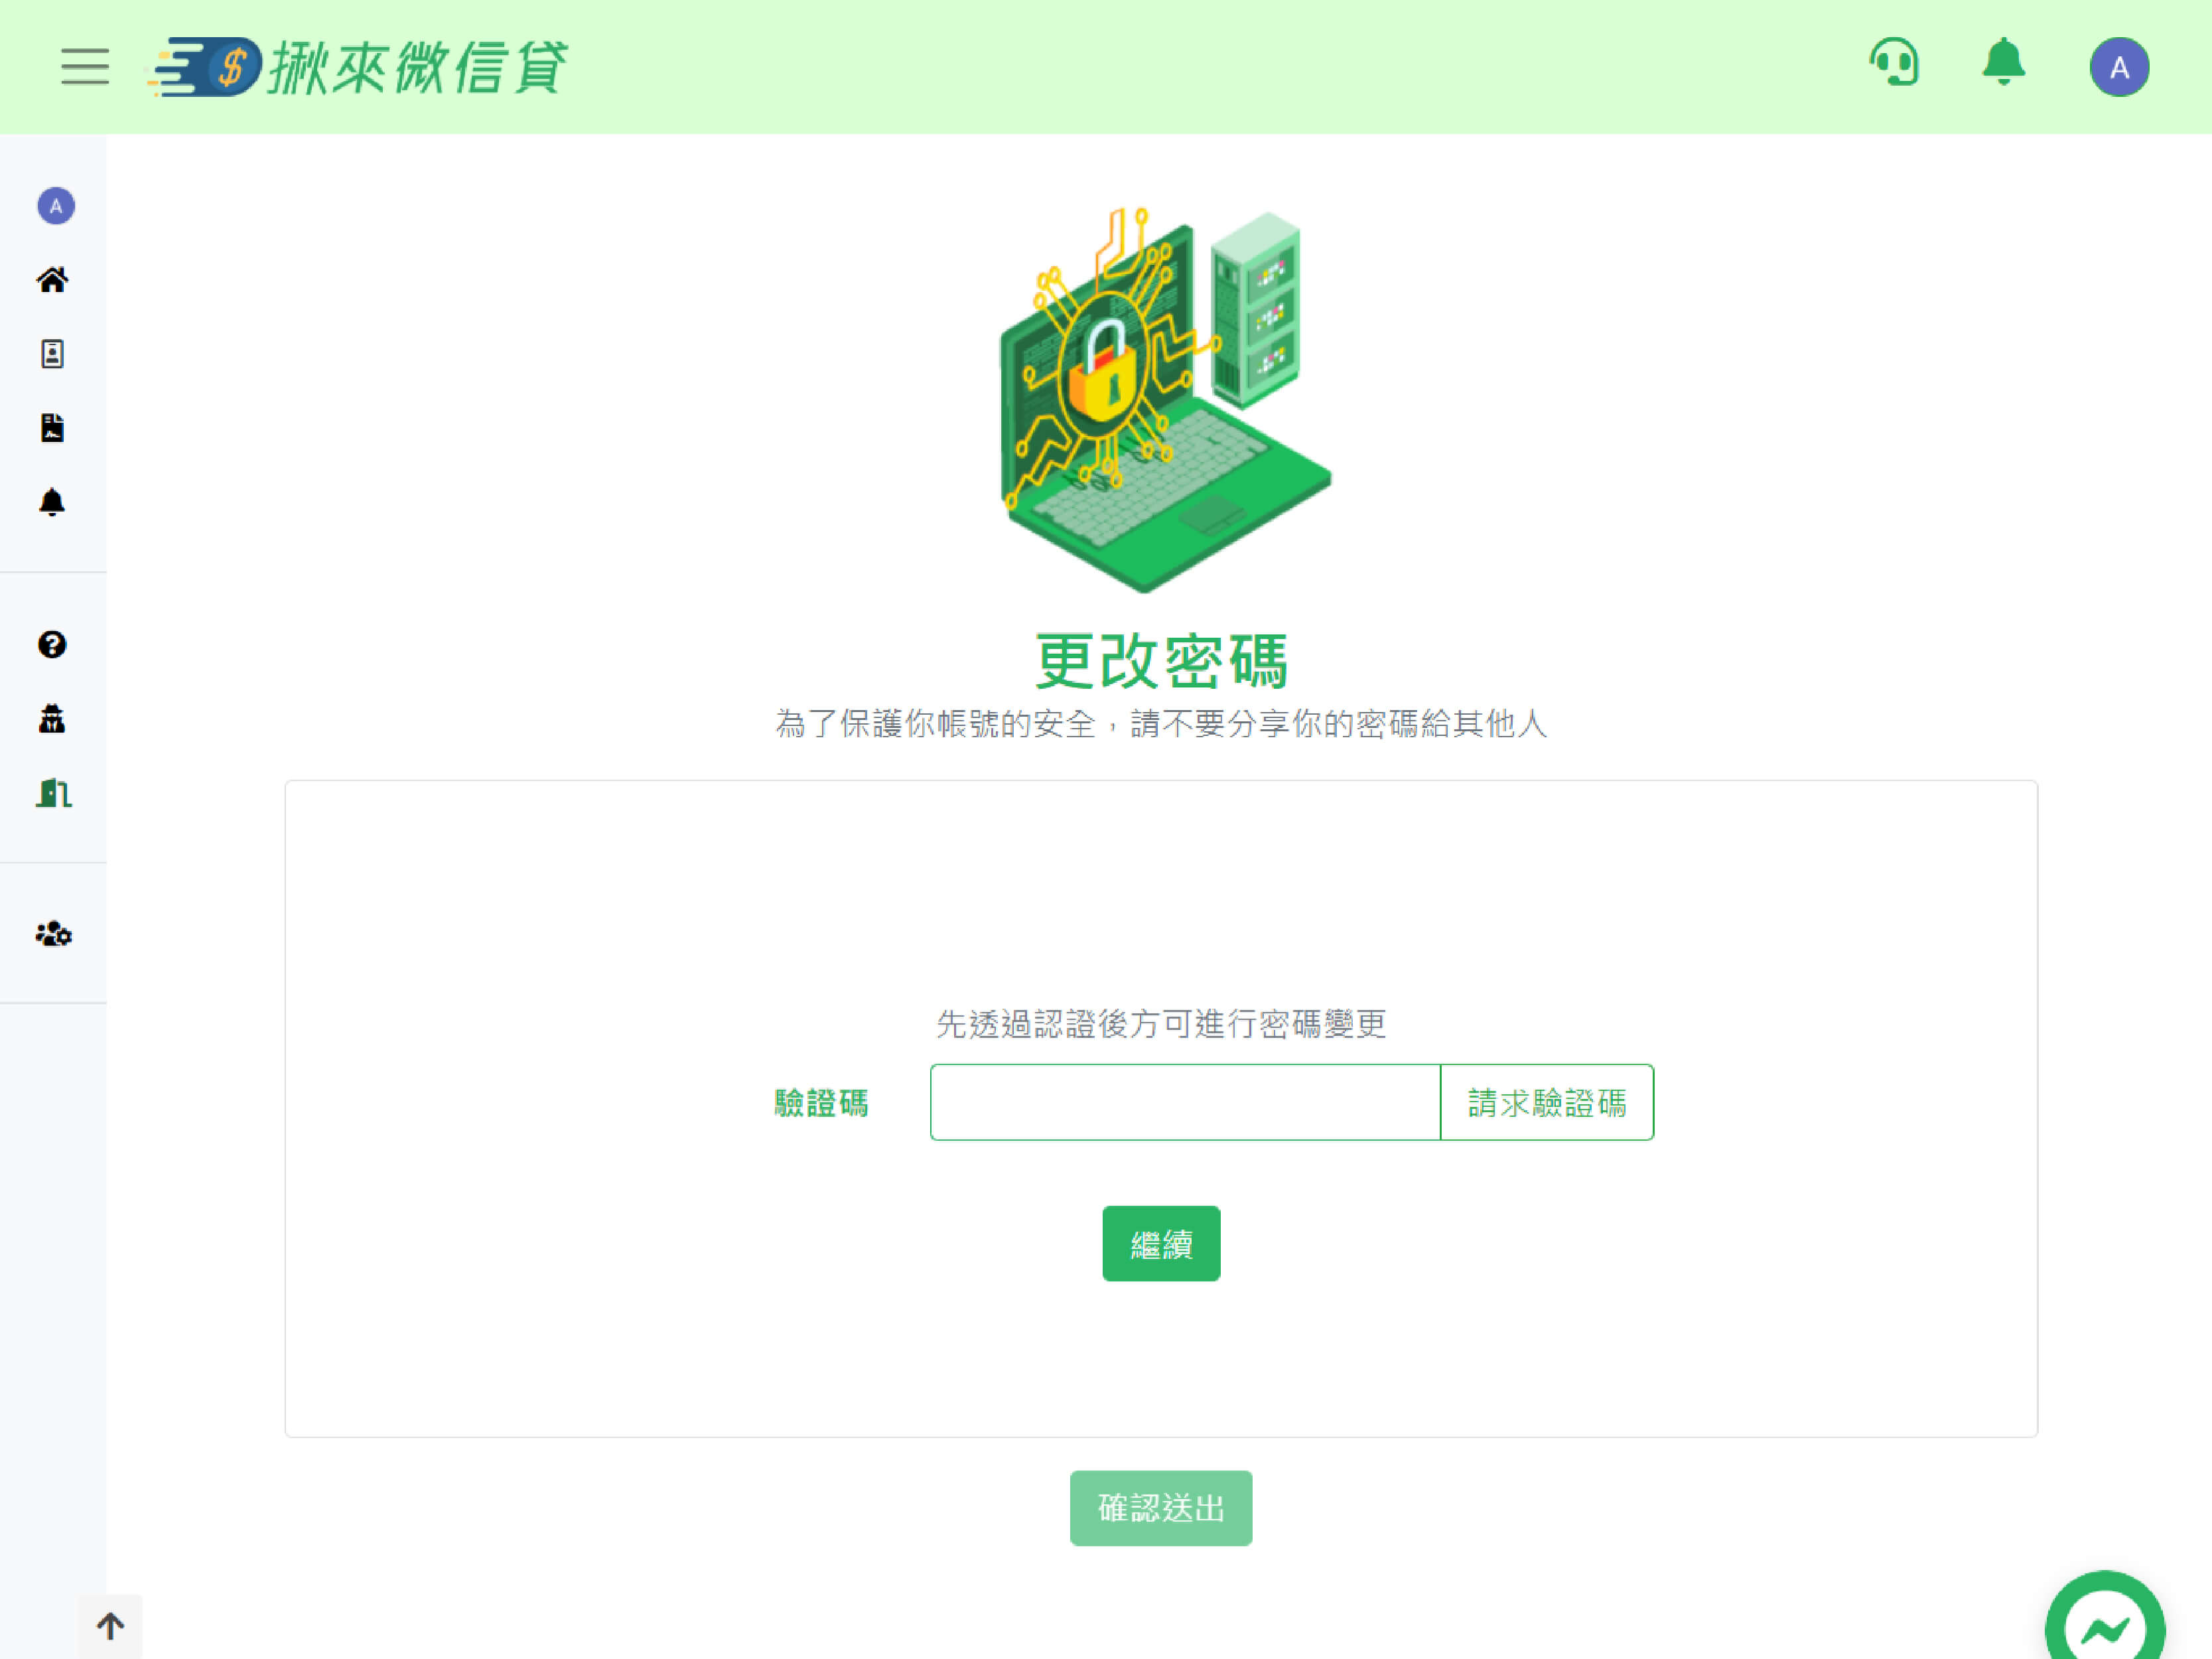 揪來微信貸
A
A
更改密碼
為了保護你帳號的安全，請不要分享你的密碼給其他人
先透過認證後方可進行密碼變更
驗證碼
請求驗證碼
繼續
確認送出